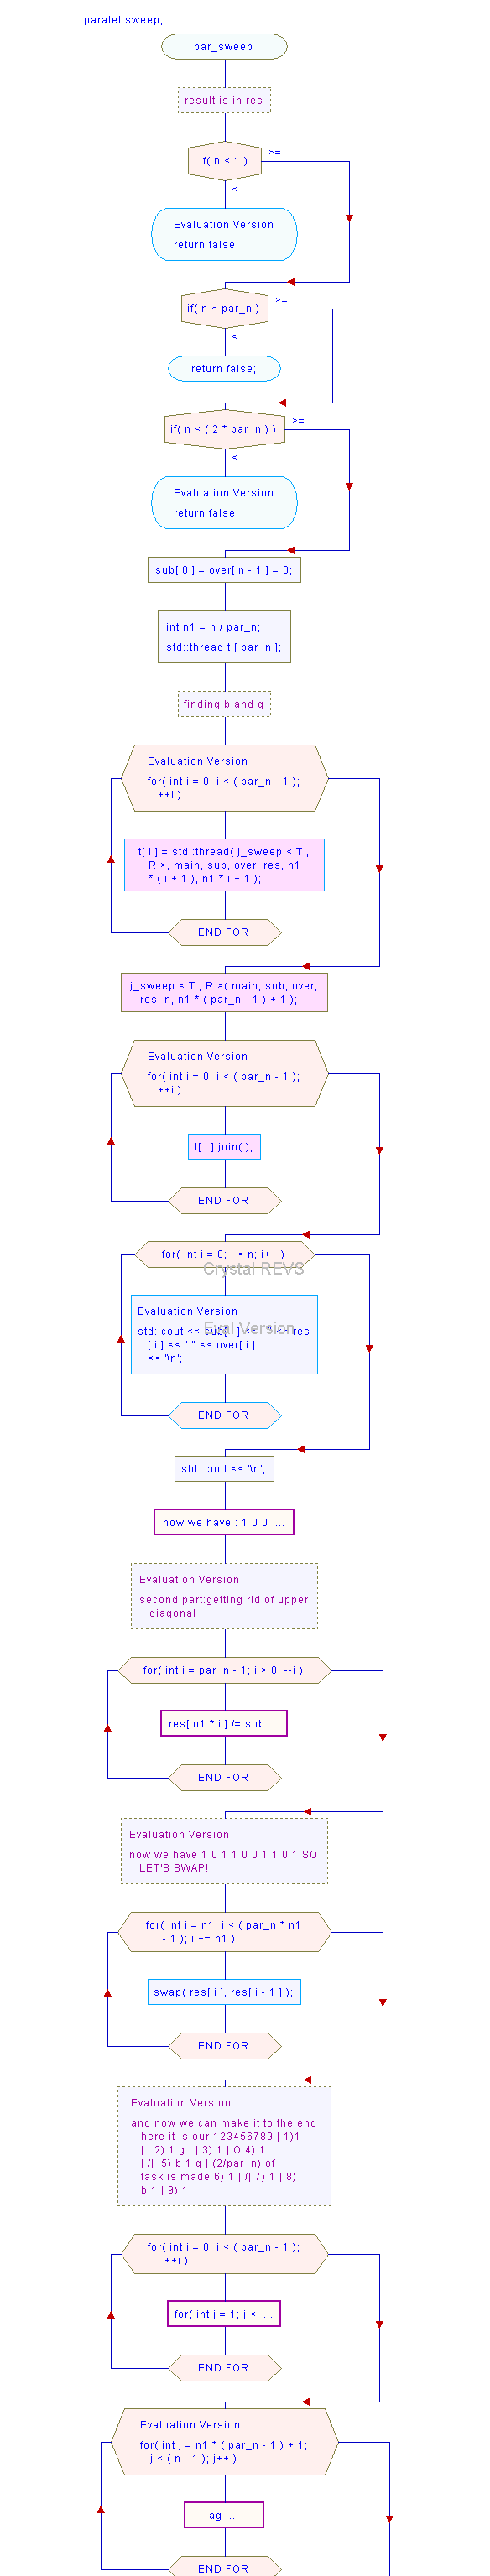 paralel sweep;
par_sweep
result is in res
if( n < 1 )
>=
<
Evaluation Version
return false;
if( n < par_n )
>=
<
return false;
if( n < ( 2 * par_n ) )
>=
<
Evaluation Version
return false;
sub[ 0 ] = over[ n - 1 ] = 0;
int n1 = n / par_n;
std::thread t [ par_n ];
finding b and g
Evaluation Version
for( int i = 0; i < ( par_n - 1 );
++i )
t[ i ] = std::thread( j_sweep < T ,
R >, main, sub, over, res, n1
* ( i + 1 ), n1 * i + 1 );
END FOR
j_sweep < T , R >( main, sub, over,
res, n, n1 * ( par_n - 1 ) + 1 );
Evaluation Version
for( int i = 0; i < ( par_n - 1 );
++i )
t[ i ].join( );
END FOR
for( int i = 0; i < n; i++ )
Crystal REVS
Evaluation Version
Eval Version
std::cout << sub[ i ] << " " << res
[ i ] << " " << over[ i ]
<< '\n';
END FOR
std::cout << '\n';
now we have : 1 0 0 ...
Evaluation Version
second part:getting rid of upper
diagonal
for( int i = par_n - 1; i > 0; --i )
res[ n1 * i ] /= sub ...
END FOR
Evaluation Version
now we have 1 0 1 1 0 0 1 1 0 1 SO
LET'S SWAP!
for( int i = n1; i < ( par_n * n1
- 1 ); i += n1 )
swap( res[ i ], res[ i - 1 ] );
END FOR
Evaluation Version
and now we can make it to the end
here it is our 123456789 | 1)1
| | 2) 1 g | | 3) 1 | O 4) 1
| /| 5) b 1 g | (2/par_n) of
task is made 6) 1 | /| 7) 1 | 8)
b 1 | 9) 1|
for( int i = 0; i < ( par_n - 1 );
++i )
for( int j = 1; j < ...
END FOR
Evaluation Version
for( int j = n1 * ( par_n - 1 ) + 1;
j < ( n - 1 ); j++ )
ag ...
END FOR